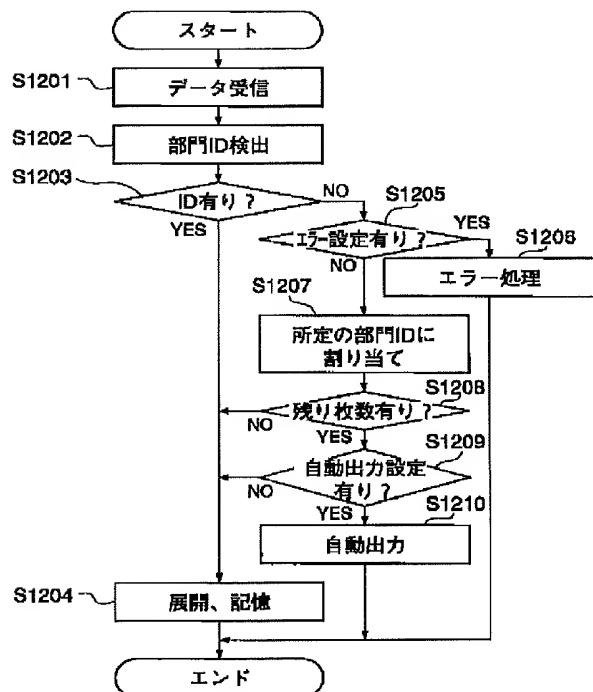 スタート
S1201
データ受信
S1202
部門ID検出
S1203
ID有り？
NO
YES
S1205
エラー設定有り？
YES
NO
S1206
エラー処理
S1207
所定の部門IDに
割り当て
S1208
残り枚数有り？
NO
YES
S1209
自動出力設定
有り？
NO
YES
S1210
自動出力
S1204
展開、記憶
エンド